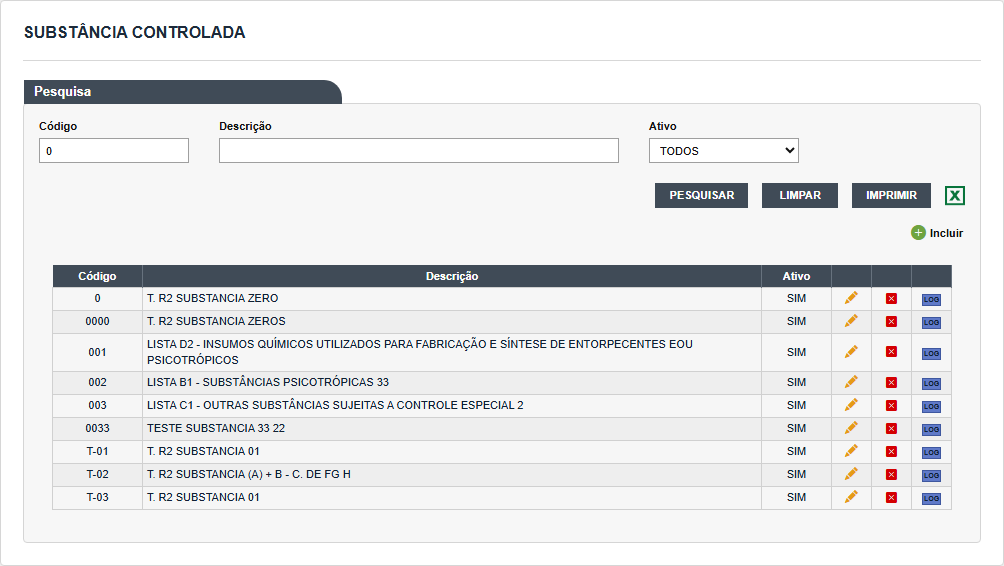 SUBSTÂNCIA CONTROLADA
Pesquisa
Código Descrição Ativo
0 TODOS
PESQUISAR LIMPAR IMPRIMIR X
Incluir
Código Descrição Ativo
0 T. R2 SUBSTANCIA ZERO SIM LOG
0000 T. R2 SUBSTANCIA ZEROS SIM LOG
001 LISTA D2 - INSUMOS QUÍMICOS UTILIZADOS PARA FABRICAÇÃO E SÍNTESE DE ENTORPECENTES EOU
PSICOTRÓPICOS SIM LOG
002 LISTA B1 - SUBSTÂNCIAS PSICOTRÓPICAS 33 SIM LOG
003 LISTA C1 - OUTRAS SUBSTÂNCIAS SUJEITAS A CONTROLE ESPECIAL 2 SIM LOG
0033 TESTE SUBSTANCIA 33 22 SIM LOG
T-01 T. R2 SUBSTANCIA 01 SIM LOG
T-02 T. R2 SUBSTANCIA (A) + B - C. DE FG H SIM LOG
T-03 T. R2 SUBSTANCIA 01 SIM LOG